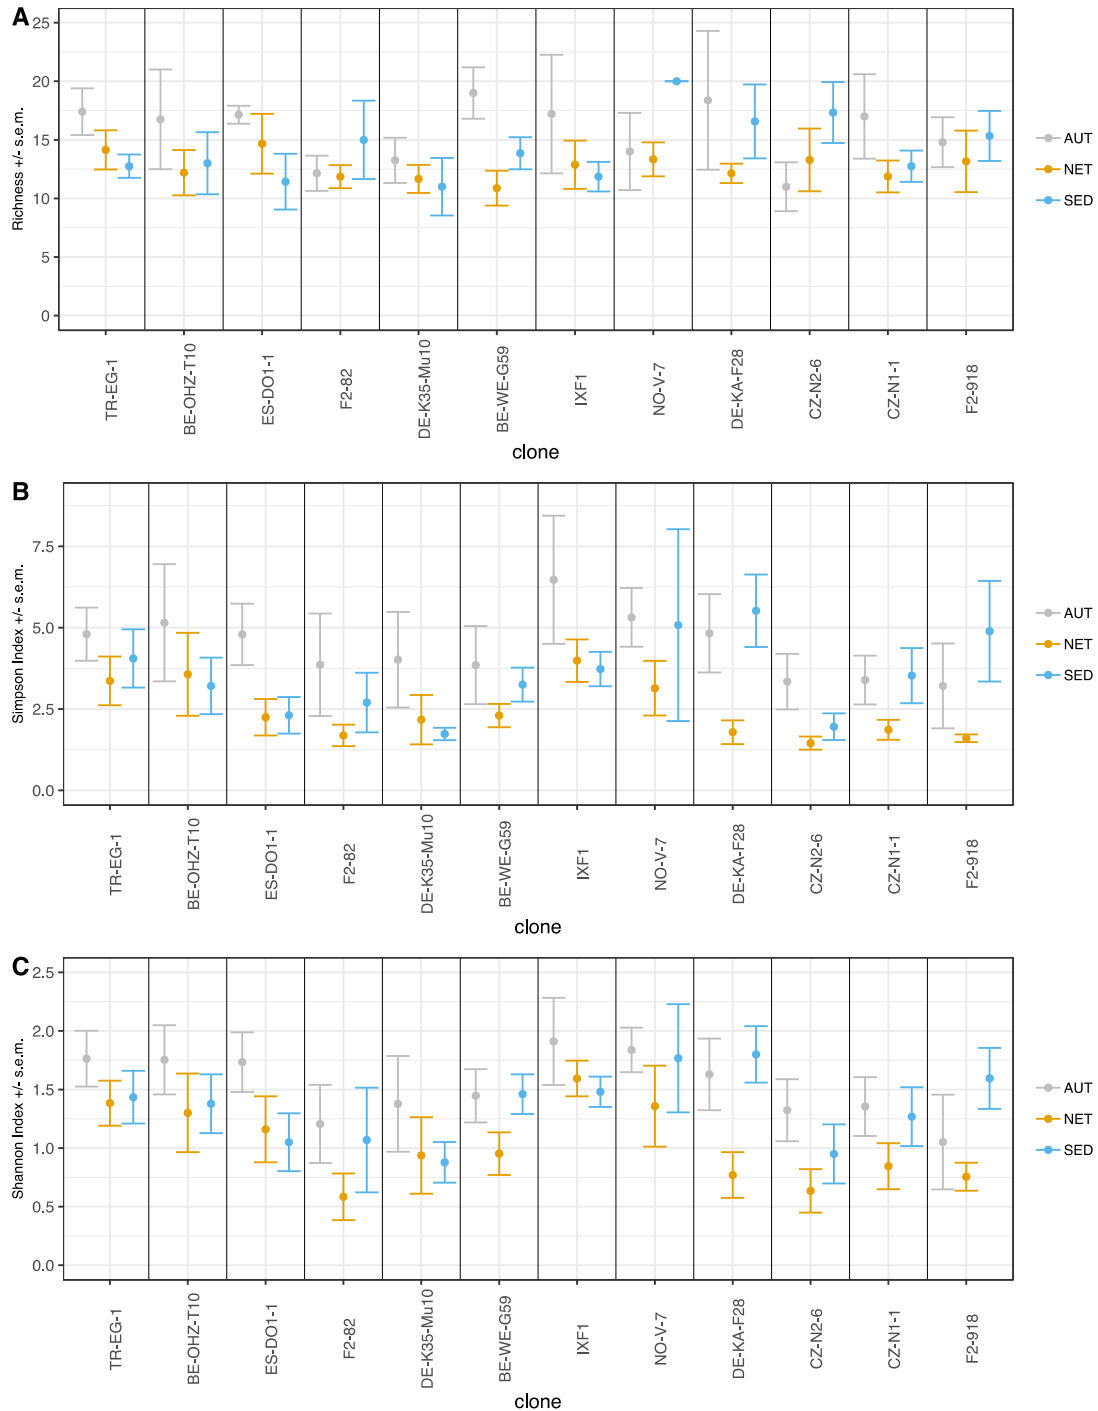 A
Richness +/- s.e.m.
25
20
15
10
5
0
TR-EG-1
BE-OHZ-T10
ES-DO1-1
F2-82
DE-K35-Mu10
BE-WE-G59
IXF1
NO-V-7
DE-KA-F28
CZ-N2-6
CZ-N1-1
F2-918
clone
AUT
NET
SED
B
Simpson Index +/- s.e.m.
7.5
5.0
2.5
0.0
TR-EG-1
BE-OHZ-T10
ES-DO1-1
F2-82
DE-K35-Mu10
BE-WE-G59
IXF1
NO-V-7
DE-KA-F28
CZ-N2-6
CZ-N1-1
F2-918
clone
AUT
NET
SED
C
Shannon Index +/- s.e.m.
2.5
2.0
1.5
1.0
0.5
0.0
TR-EG-1
BE-OHZ-T10
ES-DO1-1
F2-82
DE-K35-Mu10
BE-WE-G59
IXF1
NO-V-7
DE-KA-F28
CZ-N2-6
CZ-N1-1
F2-918
clone
AUT
NET
SED